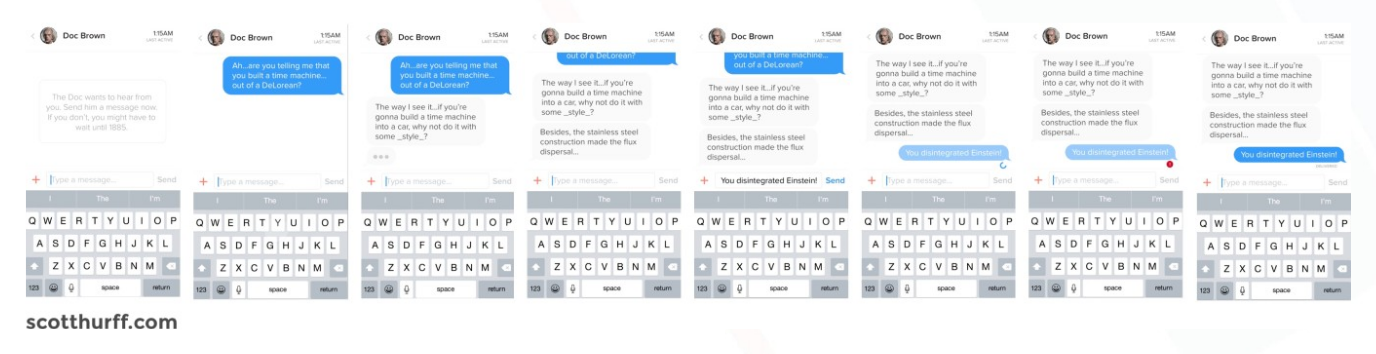 Doc Brown
1:15AM
LAST ACTIVE
The Doc wants to hear from
you. Send him a message now.
If you don't, you might have to
wait until 1885.
+ Type a message... Send
I The I'm
Q W E R T Y U I O P
A S D F G H J K L
Z X C V B N M
123 space return
Doc Brown
1:15AM
LAST ACTIVE
Ah...are you telling me that
you built a time machine...
out of a DeLorean?
+ Type a message... Send
I The I'm
Q W E R T Y U I O P
A S D F G H J K L
Z X C V B N M
123 space return
Doc Brown
1:15AM
LAST ACTIVE
Ah...are you telling me that
you built a time machine...
out of a DeLorean?
The way I see it...if you're
gonna build a time machine
into a car, why not do it with
some _style_?
+ Type a message... Send
I The I'm
Q W E R T Y U I O P
A S D F G H J K L
Z X C V B N M
123 space return
Doc Brown
1:15AM
LAST ACTIVE
out of a DeLorean?
The way I see it...if you're
gonna build a time machine
into a car, why not do it with
some _style_?
Besides, the stainless steel
construction made the flux
dispersal...
+ Type a message... Send
I The I'm
Q W E R T Y U I O P
A S D F G H J K L
Z X C V B N M
123 space return
Doc Brown
1:15AM
LAST ACTIVE
you built a time machine...
out of a DeLorean?
The way I see it...if you're
gonna build a time machine
into a car, why not do it with
some _style_?
Besides, the stainless steel
construction made the flux
dispersal...
+ You disintegrated Einstein! Send
I The I'm
Q W E R T Y U I O P
A S D F G H J K L
Z X C V B N M
123 space return
Doc Brown
1:15AM
LAST ACTIVE
The way I see it...if you're
gonna build a time machine
into a car, why not do it with
some _style_?
Besides, the stainless steel
construction made the flux
dispersal...
You disintegrated Einstein!
+ Type a message... Send
I The I'm
Q W E R T Y U I O P
A S D F G H J K L
Z X C V B N M
123 space return
Doc Brown
1:15AM
LAST ACTIVE
The way I see it...if you're
gonna build a time machine
into a car, why not do it with
some _style_?
Besides, the stainless steel
construction made the flux
dispersal...
You disintegrated Einstein!
+ Type a message... Send
I The I'm
Q W E R T Y U I O P
A S D F G H J K L
Z X C V B N M
123 space return
Doc Brown
1:15AM
LAST ACTIVE
The way I see it...if you're
gonna build a time machine
into a car, why not do it with
some _style_?
Besides, the stainless steel
construction made the flux
dispersal...
You disintegrated Einstein!
+ Type a message... Send
I The I'm
Q W E R T Y U I O P
A S D F G H J K L
Z X C V B N M
123 space return
scotthurff.com